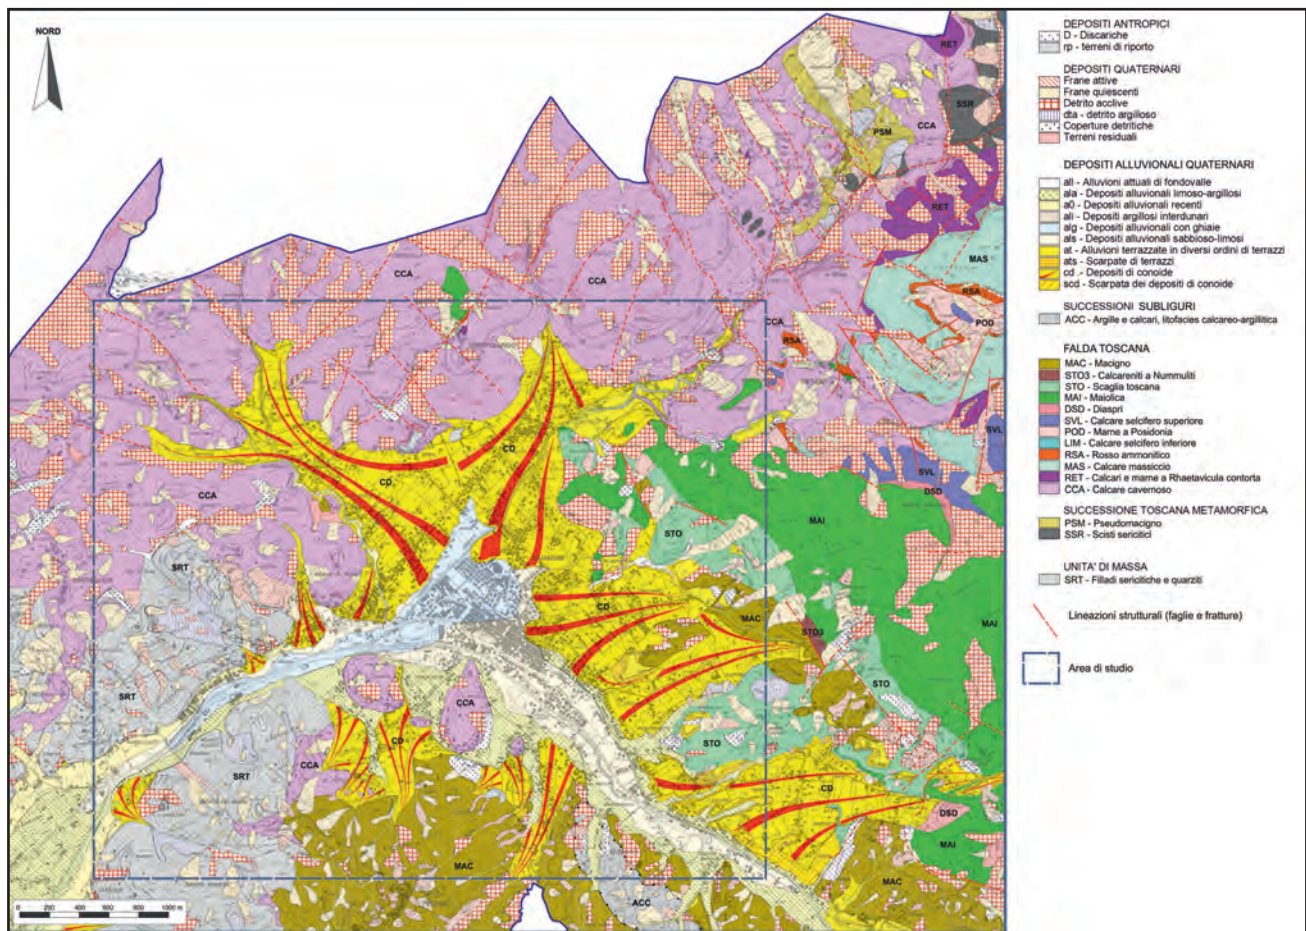 NORD
RET
SSR
CCA
PSM
RET
MAS
CCA
CCA
RSA
CCA
RSA
POD
CD
SVL
CD
SVL
DSD
CCA
MAI
STO
SRT
CD
MAC
MAI
STO3
SRT
STO
CCA
CD
STO
SRT
CCA
CD
DSD
MAI
MAC
MAC
ACC
0 200 400 600 800 1000 m
DEPOSITI ANTROPICI
D - Discariche
rp - terreni di riporto
DEPOSITI QUATERNARI
Frane attive
Frane quiescenti
Detrito acclive
dta - detrito argilloso
Coperture detritiche
Terreni residuali
DEPOSITI ALLUVIONALI QUATERNARI
all - Alluvioni attuali di fondovalle
ala - Depositi alluvionali limoso-argillosi
a0 - Depositi alluvionali recenti
ali - Depositi argillosi interdunari
alg - Depositi alluvionali con ghiaie
als - Depositi alluvionali sabbioso-limosi
at - Alluvioni terrazzate in diversi ordini di terrazzi
ats - Scarpate di terrazzi
cd - Depositi di conoide
scd - Scarpata dei depositi di conoide
SUCCESSIONI SUBLIGURI
ACC - Argille e calcari, litofacies calcareo-argillitica
FALDA TOSCANA
MAC - Macigno
STO3 - Calcareniti a Nummuliti
STO - Scaglia toscana
MAI - Maiolica
DSD - Diaspri
SVL - Calcare selcifero superiore
POD - Marne a Posidonia
LIM - Calcare selcifero inferiore
RSA - Rosso ammonitico
MAS - Calcare massiccio
RET - Calcari e marne a Rhaetavicula contorta
CCA - Calcare cavernoso
SUCCESSIONE TOSCANA METAMORFICA
PSM - Pseudomacigno
SSR - Scisti sericitici
UNITA' DI MASSA
SRT - Filladi sericitiche e quarziti
Lineazioni strutturali (faglie e fratture)
Area di studio